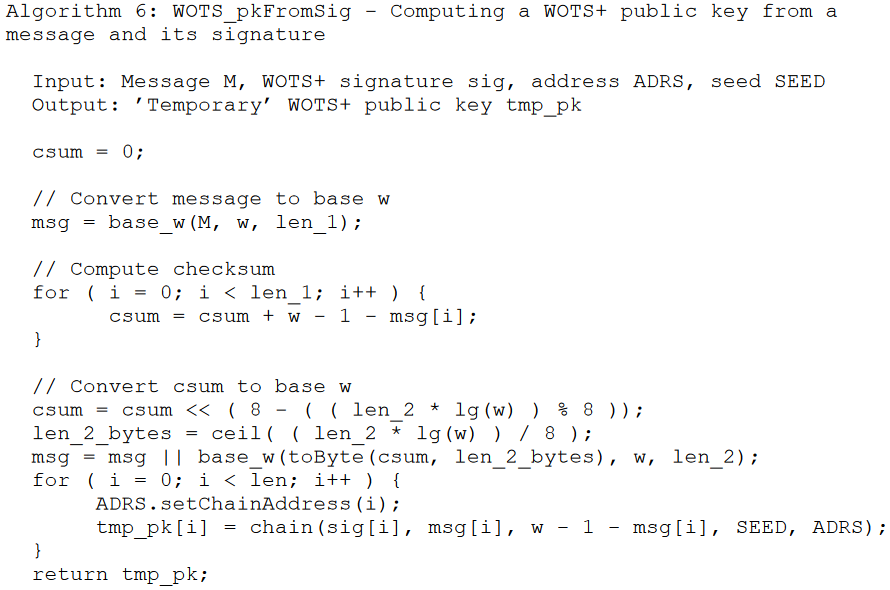 Algorithm 6: WOTS_pkFromSig - Computing a WOTS+ public key from a
message and its signature
Input: Message M, WOTS+ signature sig, address ADRS, seed SEED
Output: 'Temporary' WOTS+ public key tmp_pk
csum = 0;
// Convert message to base w
msg = base_w(M, w, len_1);
// Compute checksum
for ( i = 0; i < len_1; i++ ) {
csum = csum + w - 1 - msg[i];
}
// Convert csum to base w
csum = csum << ( 8 - ( ( len_2 * lg(w) ) % 8 ));
len_2_bytes = ceil( ( len_2 * lg(w) ) / 8 );
msg = msg || base_w(toByte(csum, len_2_bytes), w, len_2);
for ( i = 0; i < len; i++ ) {
ADRS.setChainAddress(i);
tmp_pk[i] = chain(sig[i], msg[i], w - 1 - msg[i], SEED, ADRS);
}
return tmp_pk;